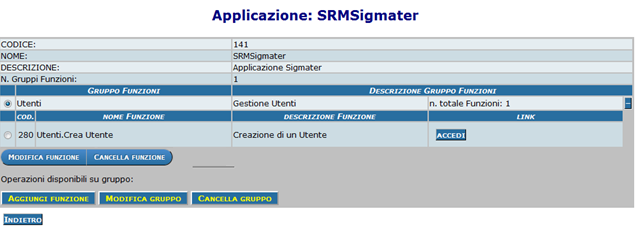 Applicazione: SRMSigmater
CODICE: 141
NOME: SRMSigmater
DESCRIZIONE: Applicazione Sigmater
N. Gruppi Funzioni: 1
GRUPPO FUNZIONI DESCRIZIONE GRUPPO FUNZIONI
Utenti Gestione Utenti n. totale Funzioni: 1 –
COD. NOME FUNZIONE DESCRIZIONE FUNZIONE LINK
280 Utenti.Crea Utente Creazione di un Utente ACCEDI
MODIFICA FUNZIONE CANCELLA FUNZIONE
Operazioni disponibili su gruppo:
AGGIUNGI FUNZIONE MODIFICA GRUPPO CANCELLA GRUPPO
INDIETRO